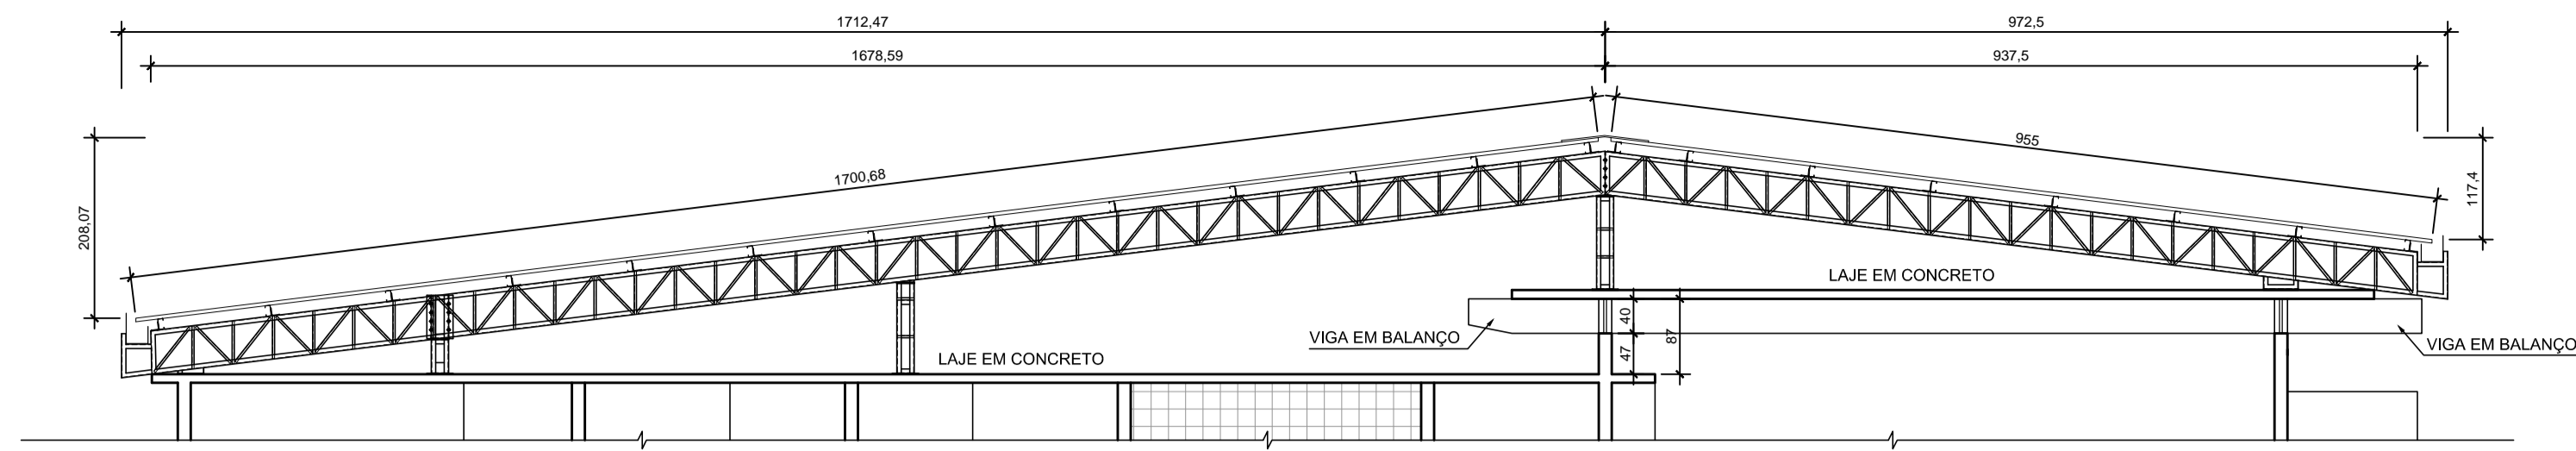 1712,47
972,5
1678,59
937,5
955
1700,68
208,07
117,4
LAJE EM CONCRETO
40
87
VIGA EM BALANÇO
47
VIGA EM BALANÇO
LAJE EM CONCRETO